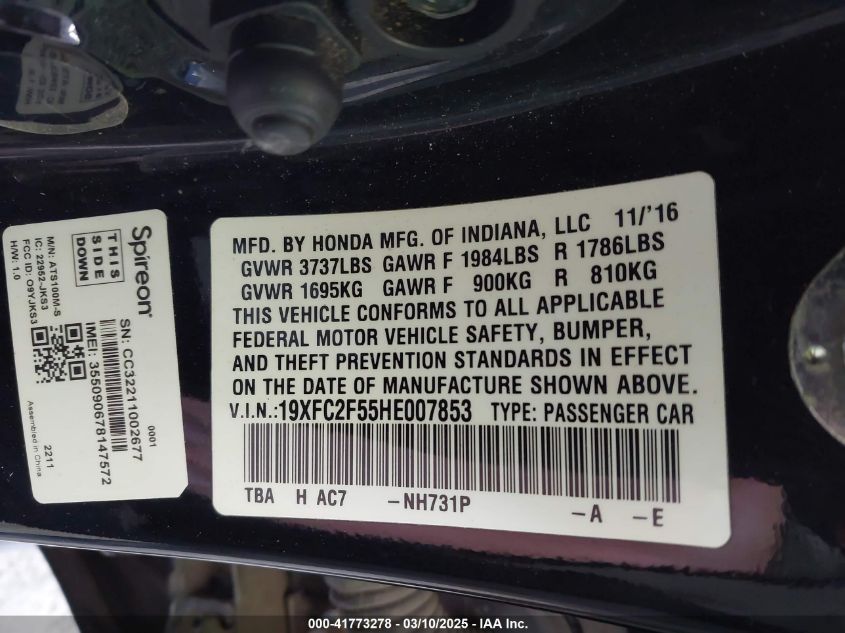 Spireon®
THIS
SIDE
DOWN
M/N: ATS100M-S
IC: 22952-JKS3
FCC ID: O9YJKS3
H/W: 1.0
SN: CC32211002677
IMEI: 355090678147572
0001
2211
Assembled in China
MFD. BY HONDA MFG. OF INDIANA, LLC 11/'16
GVWR 3737LBS GAWR F 1984LBS R 1786LBS
GVWR 1695KG GAWR F 900KG R 810KG
THIS VEHICLE CONFORMS TO ALL APPLICABLE
FEDERAL MOTOR VEHICLE SAFETY, BUMPER,
AND THEFT PREVENTION STANDARDS IN EFFECT
ON THE DATE OF MANUFACTURE SHOWN ABOVE.
V.I.N.:19XFC2F55HE007853 TYPE: PASSENGER CAR
TBA H AC7 -NH731P -A -E
000-41773278 - 03/10/2025 - IAA Inc.